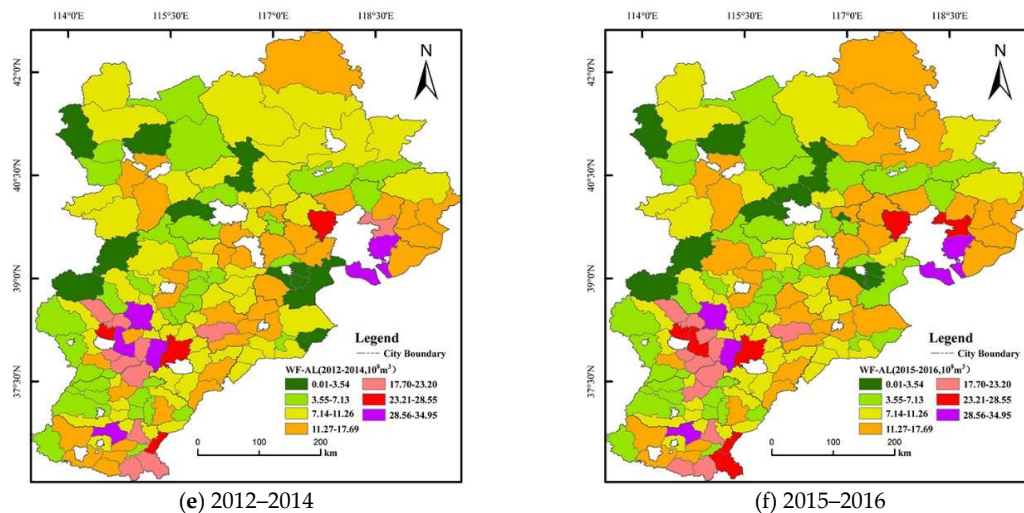 114°0'E 115°30'E 117°0'E 118°30'E
42°0'N
40°30'N
39°0'N
37°30'N
N
Legend
City Boundary
WF-AL(2012-2014,10⁸m³)
0.01-3.54 17.70-23.20
3.55-7.13 23.21-28.55
7.14-11.26 28.56-34.95
11.27-17.69
0 100 200
km
(e) 2012–2014
114°0'E 115°30'E 117°0'E 118°30'E
42°0'N
40°30'N
39°0'N
37°30'N
N
Legend
City Boundary
WF-AL(2015-2016,10⁸m³)
0.01-3.54 17.70-23.20
3.55-7.13 23.21-28.55
7.14-11.26 28.56-34.95
11.27-17.69
0 100 200
km
(f) 2015–2016